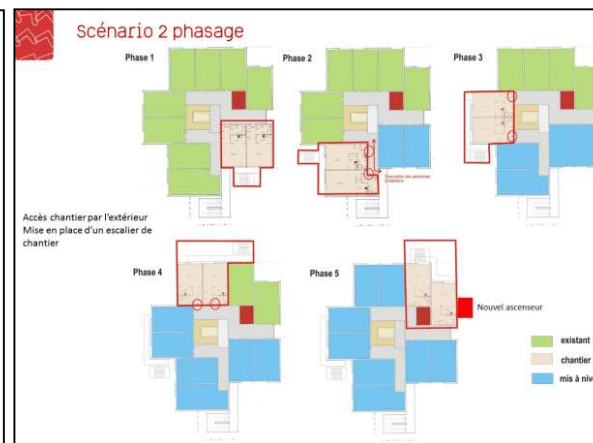 Scénario 2 phasage
Phase 1
Phase 2
Phase 3
Accès chantier par l'extérieur
Mise en place d'un escalier de
chantier
Phase 4
Phase 5
Nouvel ascenseur
existant
chantier
mis à niv